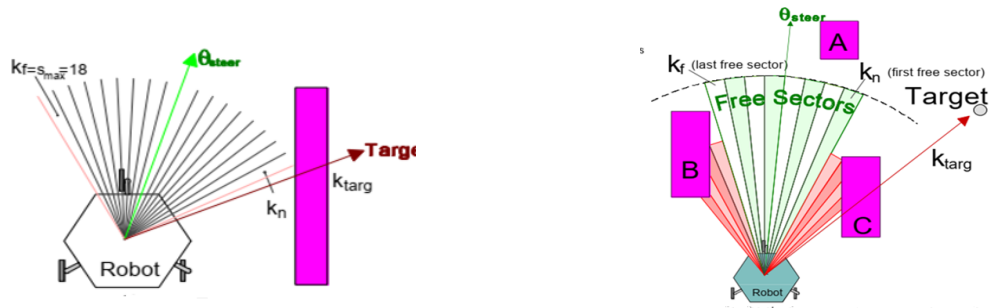 kf=smax=18
θsteer
Targe
ktarg
kn
Robot
θsteer
A
s
kf (last free sector)
kn (first free sector)
Free Sectors
Target
B
ktarg
C
Robot